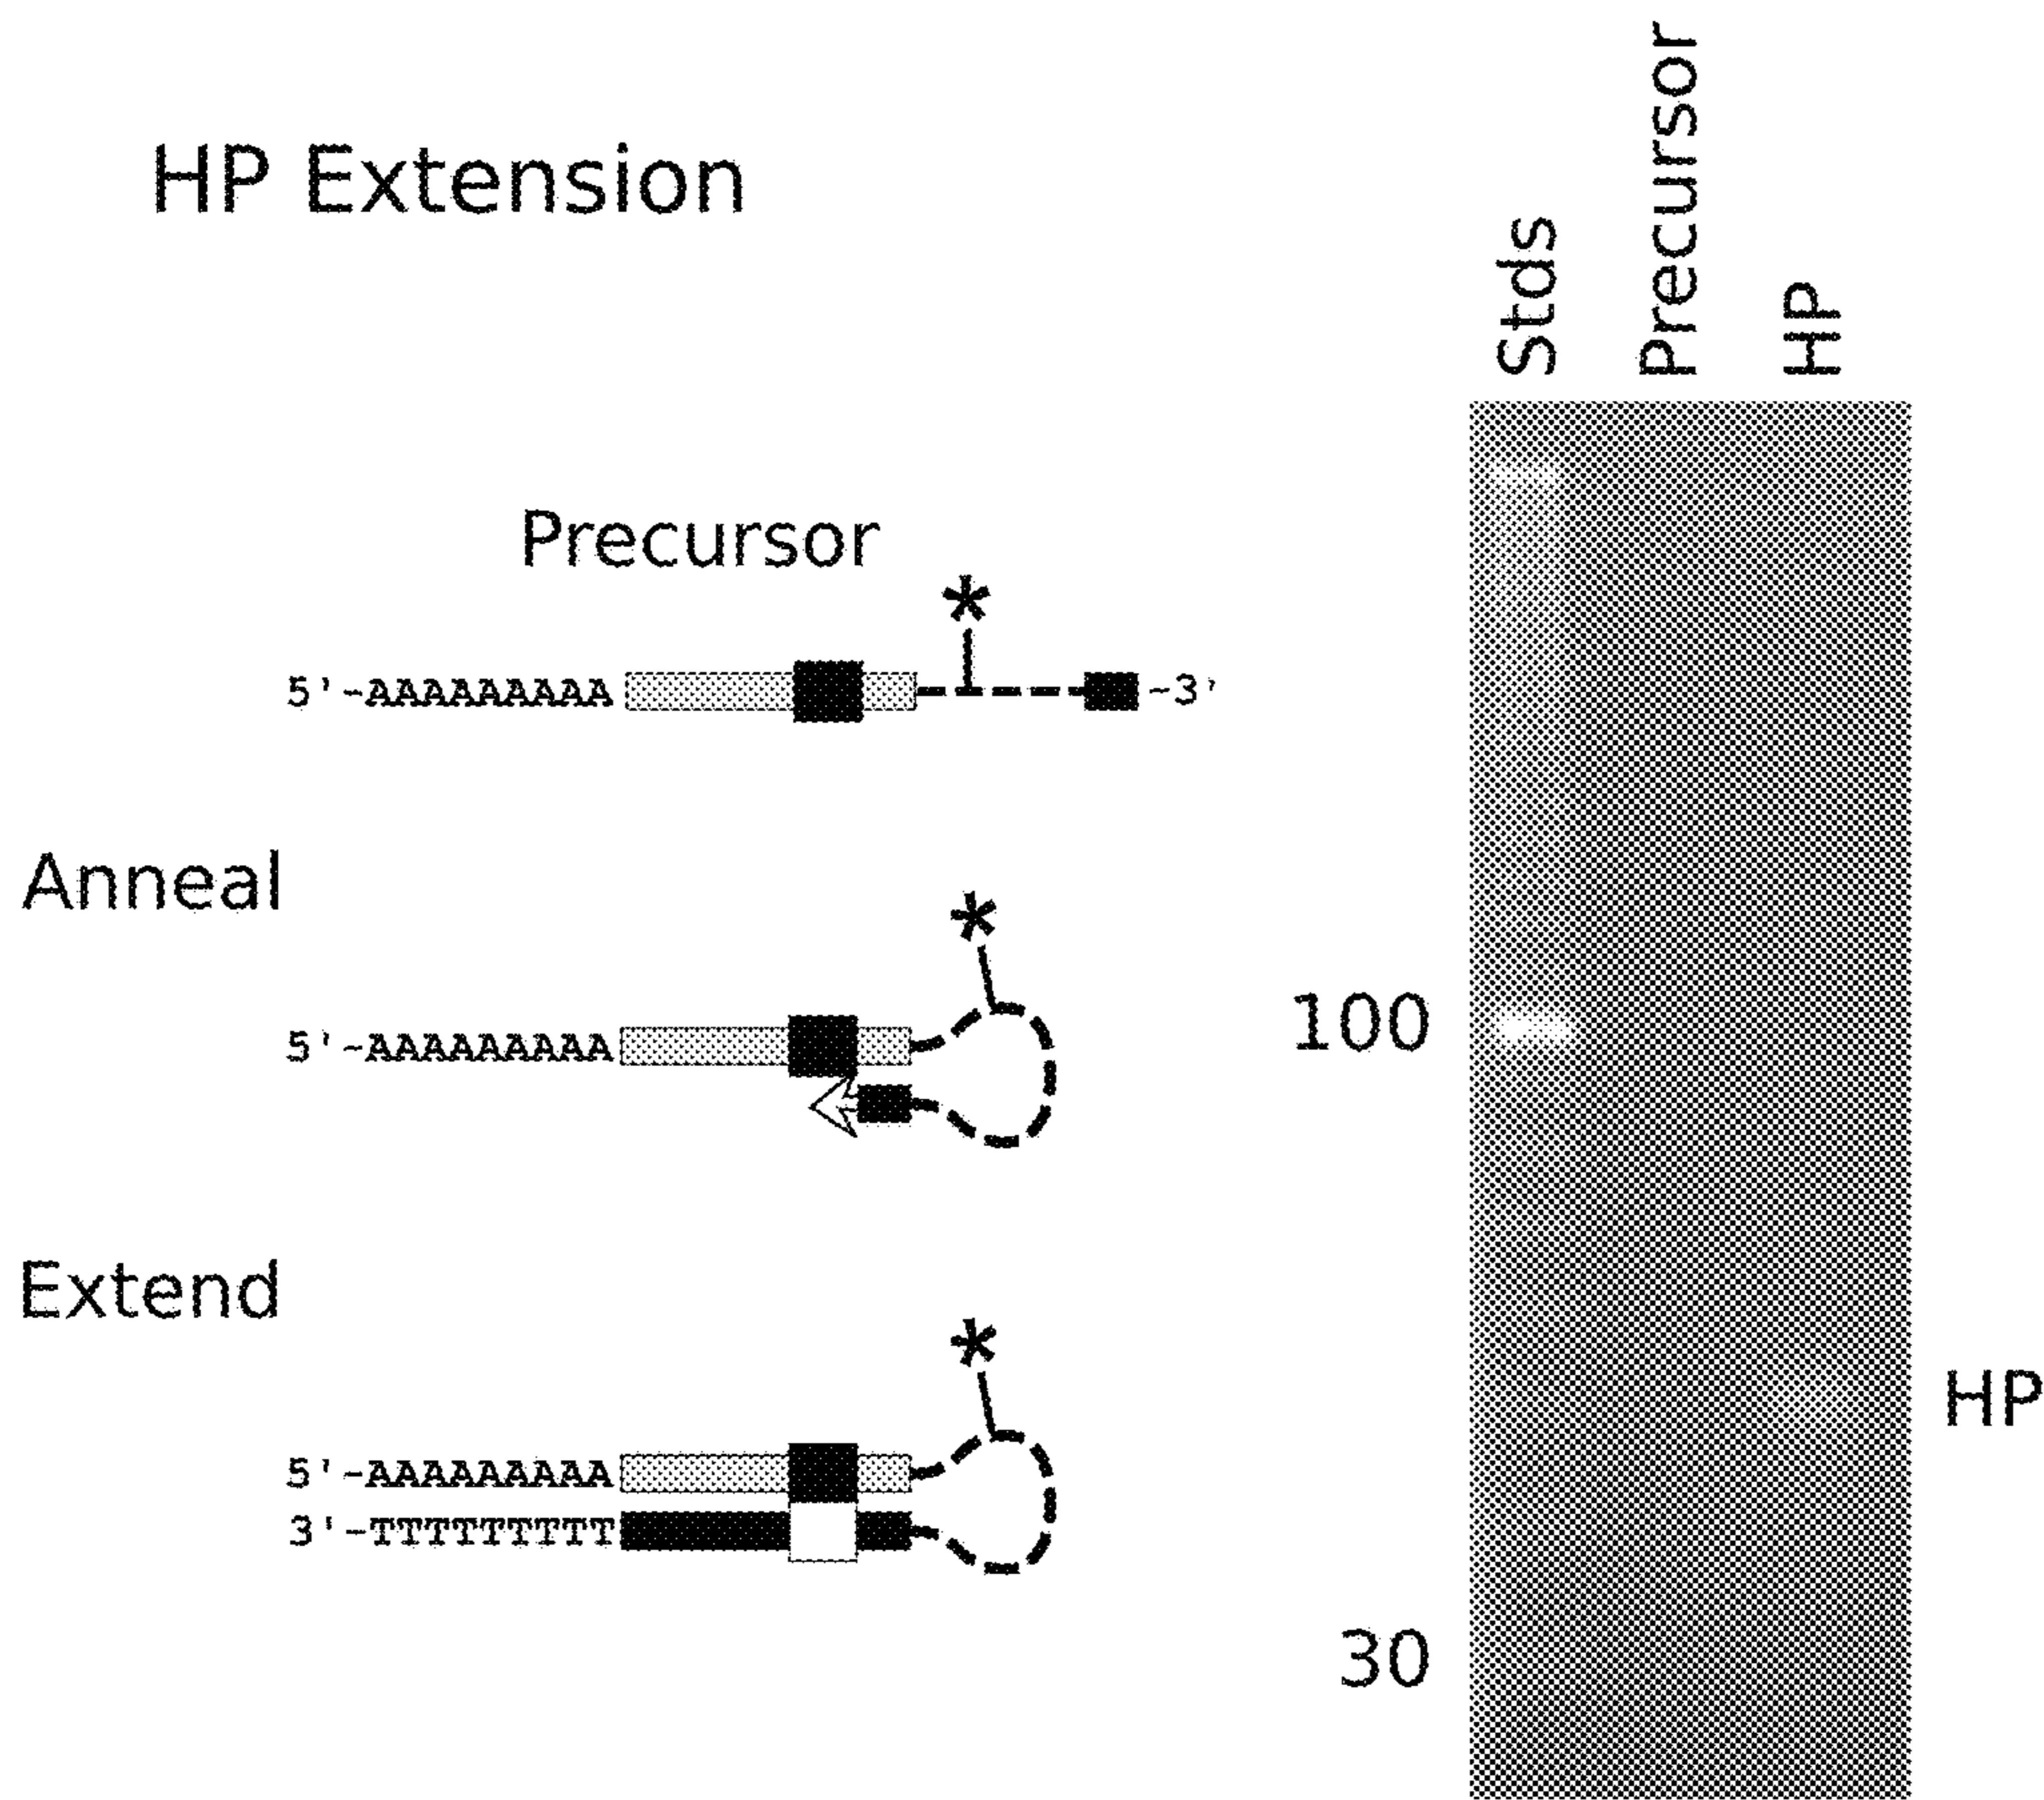 HP Extension
Precursor
*
5'-AAAAAAAAA -3'
Anneal
*
5'-AAAAAAAAA
Extend
*
5'-AAAAAAAAA
3'-TTTTTTTTT
Stds
Precursor
HP
100
HP
30